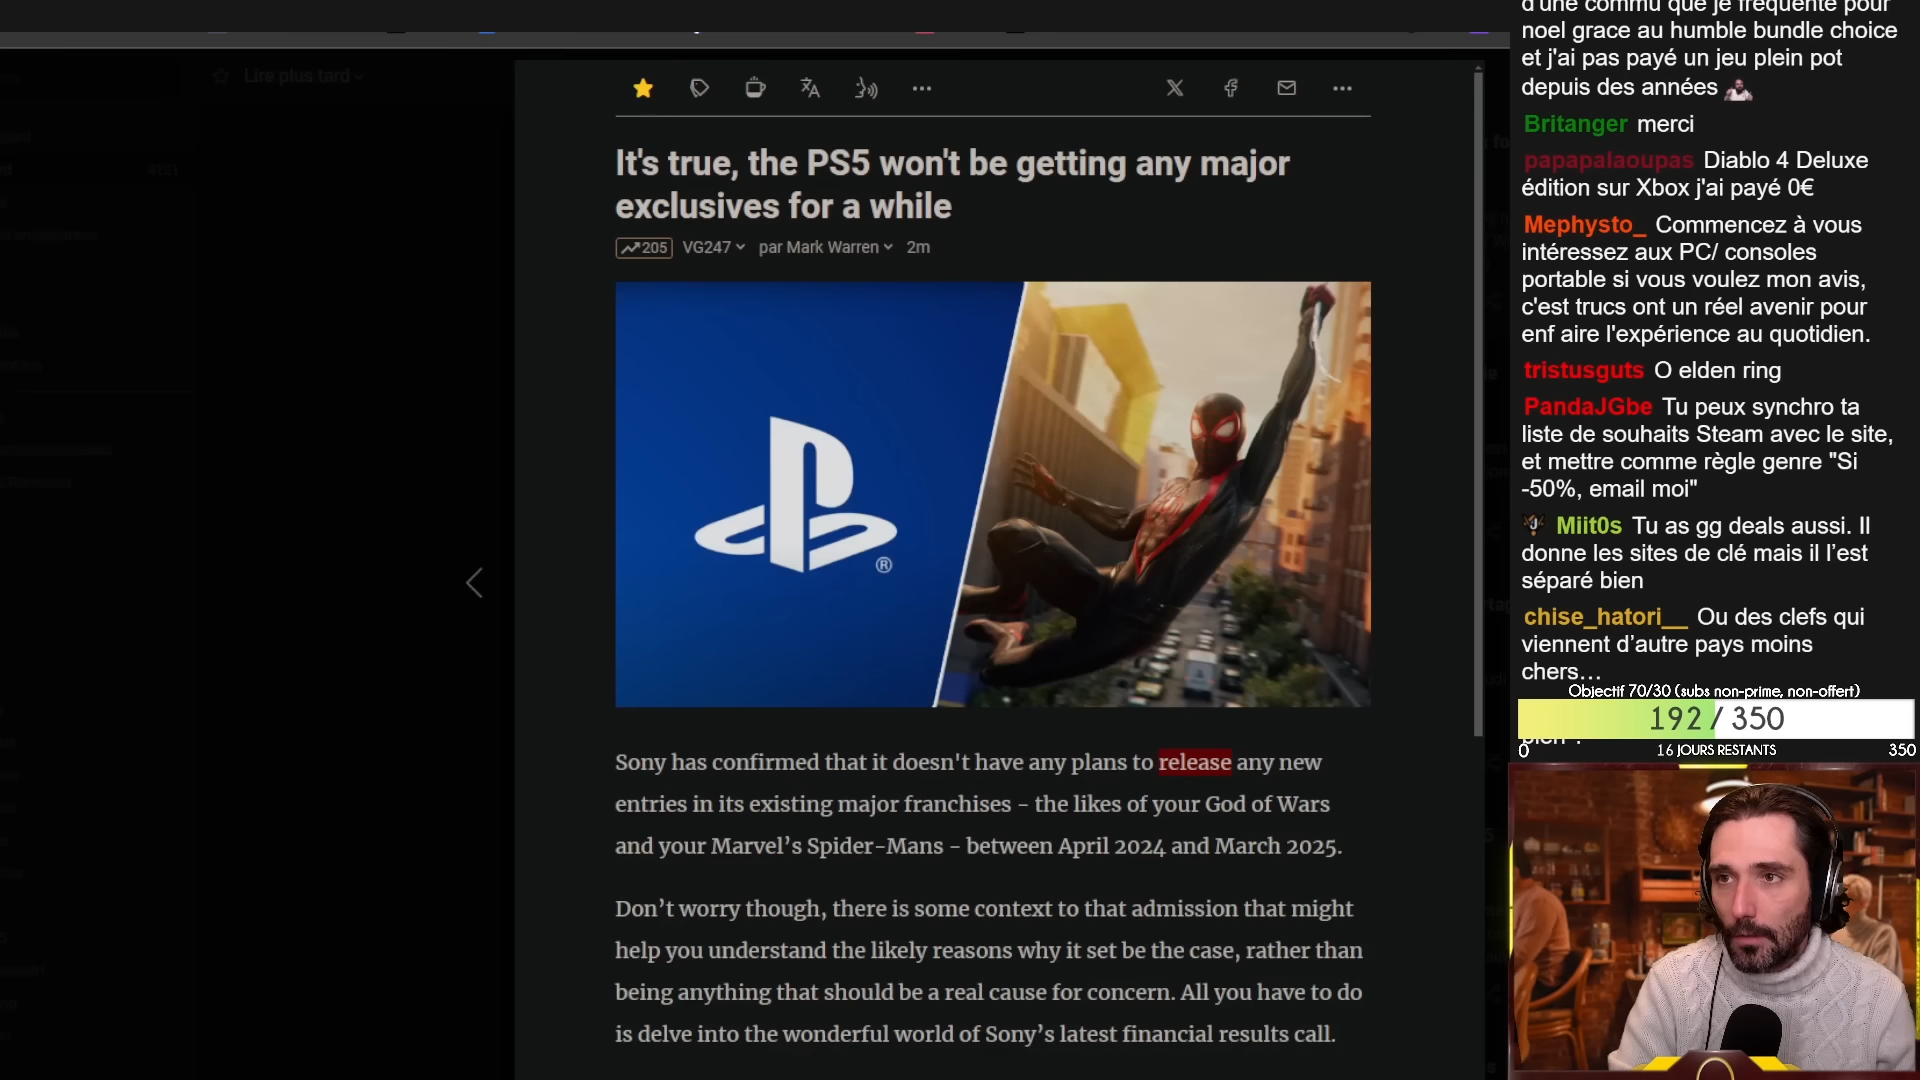 Lire plus tard
It's true, the PS5 won't be getting any major
exclusives for a while
205 VG247 par Mark Warren 2m
Sony has confirmed that it doesn't have any plans to release any new
entries in its existing major franchises – the likes of your God of Wars
and your Marvel’s Spider-Mans – between April 2024 and March 2025.
Don’t worry though, there is some context to that admission that might
help you understand the likely reasons why it set be the case, rather than
being anything that should be a real cause for concern. All you have to do
is delve into the wonderful world of Sony’s latest financial results call.
d'une commu que je fréquente pour
noel grace au humble bundle choice
et j'ai pas payé un jeu plein pot
depuis des années
Britanger merci
papapalaoupas Diablo 4 Deluxe
édition sur Xbox j'ai payé 0€
Mephysto_ Commencez à vous
intéressez aux PC/ consoles
portable si vous voulez mon avis,
c'est trucs ont un réel avenir pour
enf aire l'expérience au quotidien.
tristusguts O elden ring
PandaJGbe Tu peux synchro ta
liste de souhaits Steam avec le site,
et mettre comme règle genre "Si
-50%, email moi"
Miit0s Tu as gg deals aussi. Il
donne les sites de clé mais il l’est
séparé bien
chise_hatori__ Ou des clefs qui
viennent d’autre pays moins
chers…
Objectif 70/30 (subs non-prime, non-offert)
192 / 350
0 16 JOURS RESTANTS 350